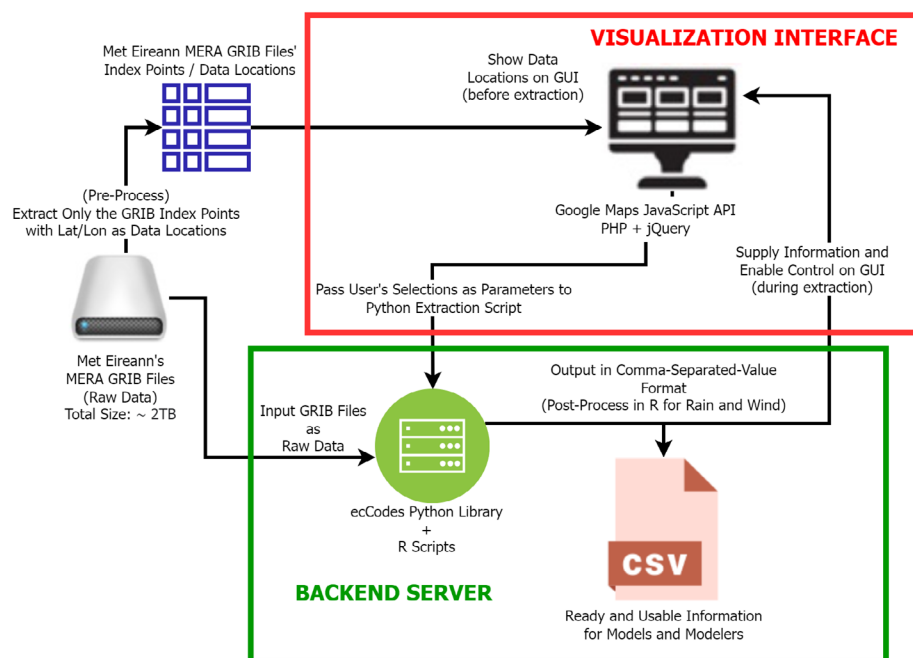 VISUALIZATION INTERFACE
Met Eireann MERA GRIB Files'
Index Points / Data Locations
Show Data
Locations on GUI
(before extraction)
(Pre-Process)
Extract Only the GRIB Index Points
with Lat/Lon as Data Locations
Google Maps JavaScript API
PHP + jQuery
Supply Information and
Enable Control on GUI
(during extraction)
Pass User's Selections as Parameters to
Python Extraction Script
Met Eireann's
MERA GRIB Files
(Raw Data)
Total Size: ~ 2TB
Input GRIB Files
as
Raw Data
Output in Comma-Separated-Value
Format
(Post-Process in R for Rain and Wind)
ecCodes Python Library
+
R Scripts
CSV
BACKEND SERVER
Ready and Usable Information
for Models and Modelers